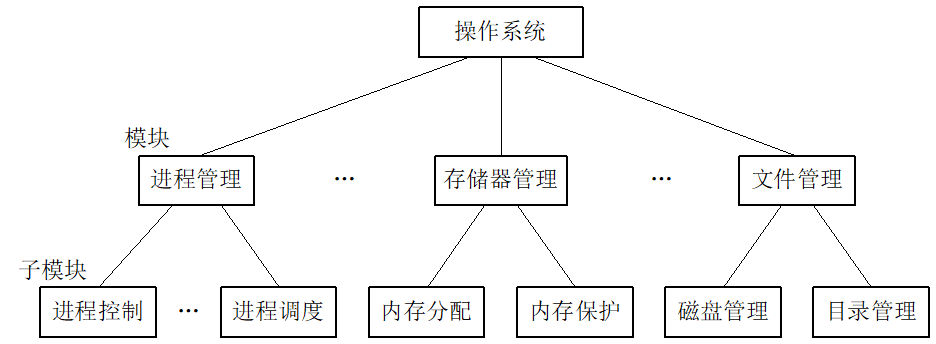 操作系统
模块
进程管理 … 存储器管理 … 文件管理
子模块
进程控制 … 进程调度 内存分配 内存保护 磁盘管理 目录管理